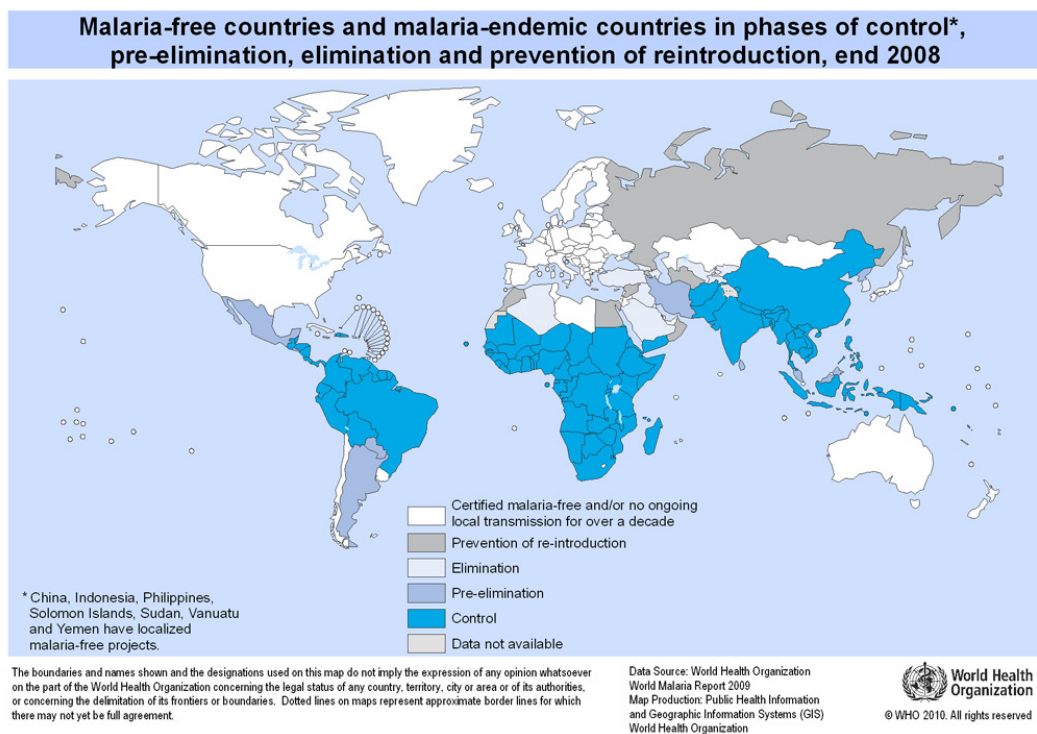 Malaria-free countries and malaria-endemic countries in phases of control*,
pre-elimination, elimination and prevention of reintroduction, end 2008
Certified malaria-free and/or no ongoing
local transmission for over a decade
Prevention of re-introduction
Elimination
Pre-elimination
Control
Data not available
* China, Indonesia, Philippines,
Solomon Islands, Sudan, Vanuatu
and Yemen have localized
malaria-free projects.
The boundaries and names shown and the designations used on this map do not imply the expression of any opinion whatsoever
on the part of the World Health Organization concerning the legal status of any country, territory, city or area or of its authorities,
or concerning the delimitation of its frontiers or boundaries. Dotted lines on maps represent approximate border lines for which
there may not yet be full agreement.
Data Source: World Health Organization
World Malaria Report 2009
Map Production: Public Health Information
and Geographic Information Systems (GIS)
World Health Organization
World Health
Organization
© WHO 2010. All rights reserved